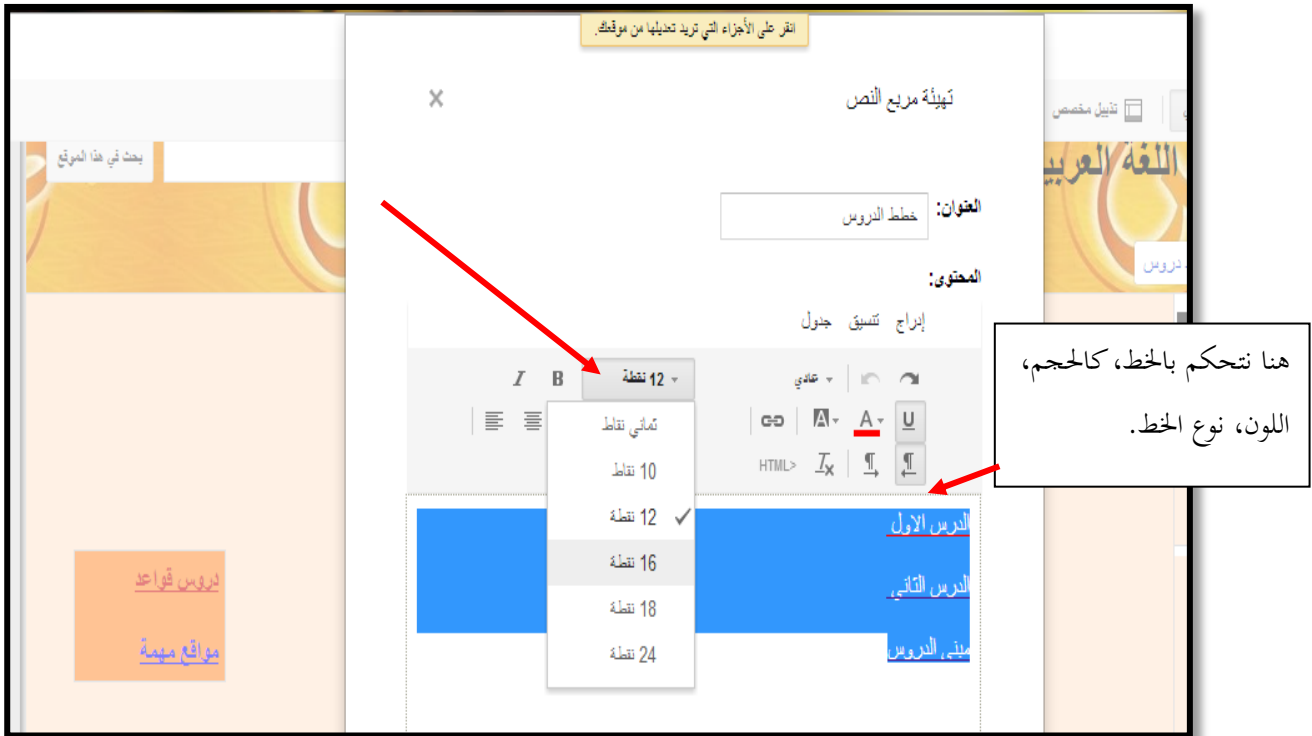 انقر على الأجزاء التي تريد تعديلها من موقعك.
تهيئة مربع النص
تذييل مخصص
اللغة العربي
بحث في هذا الموقع
العنوان:
خطط الدروس
دروس
المحتوى:
إدراج تنسيق جدول
هنا نتحكم بالخط، كالحجم،
اللون، نوع الخط.
عادي
12 نقطة
B I
U A A
<HTML
ثماني نقاط
10 نقاط
12 نقطة
16 نقطة
18 نقطة
24 نقطة
الدرس الاول
الدرس الثاني
ميني الدروس
دروس قواعد
مواقع مهمة